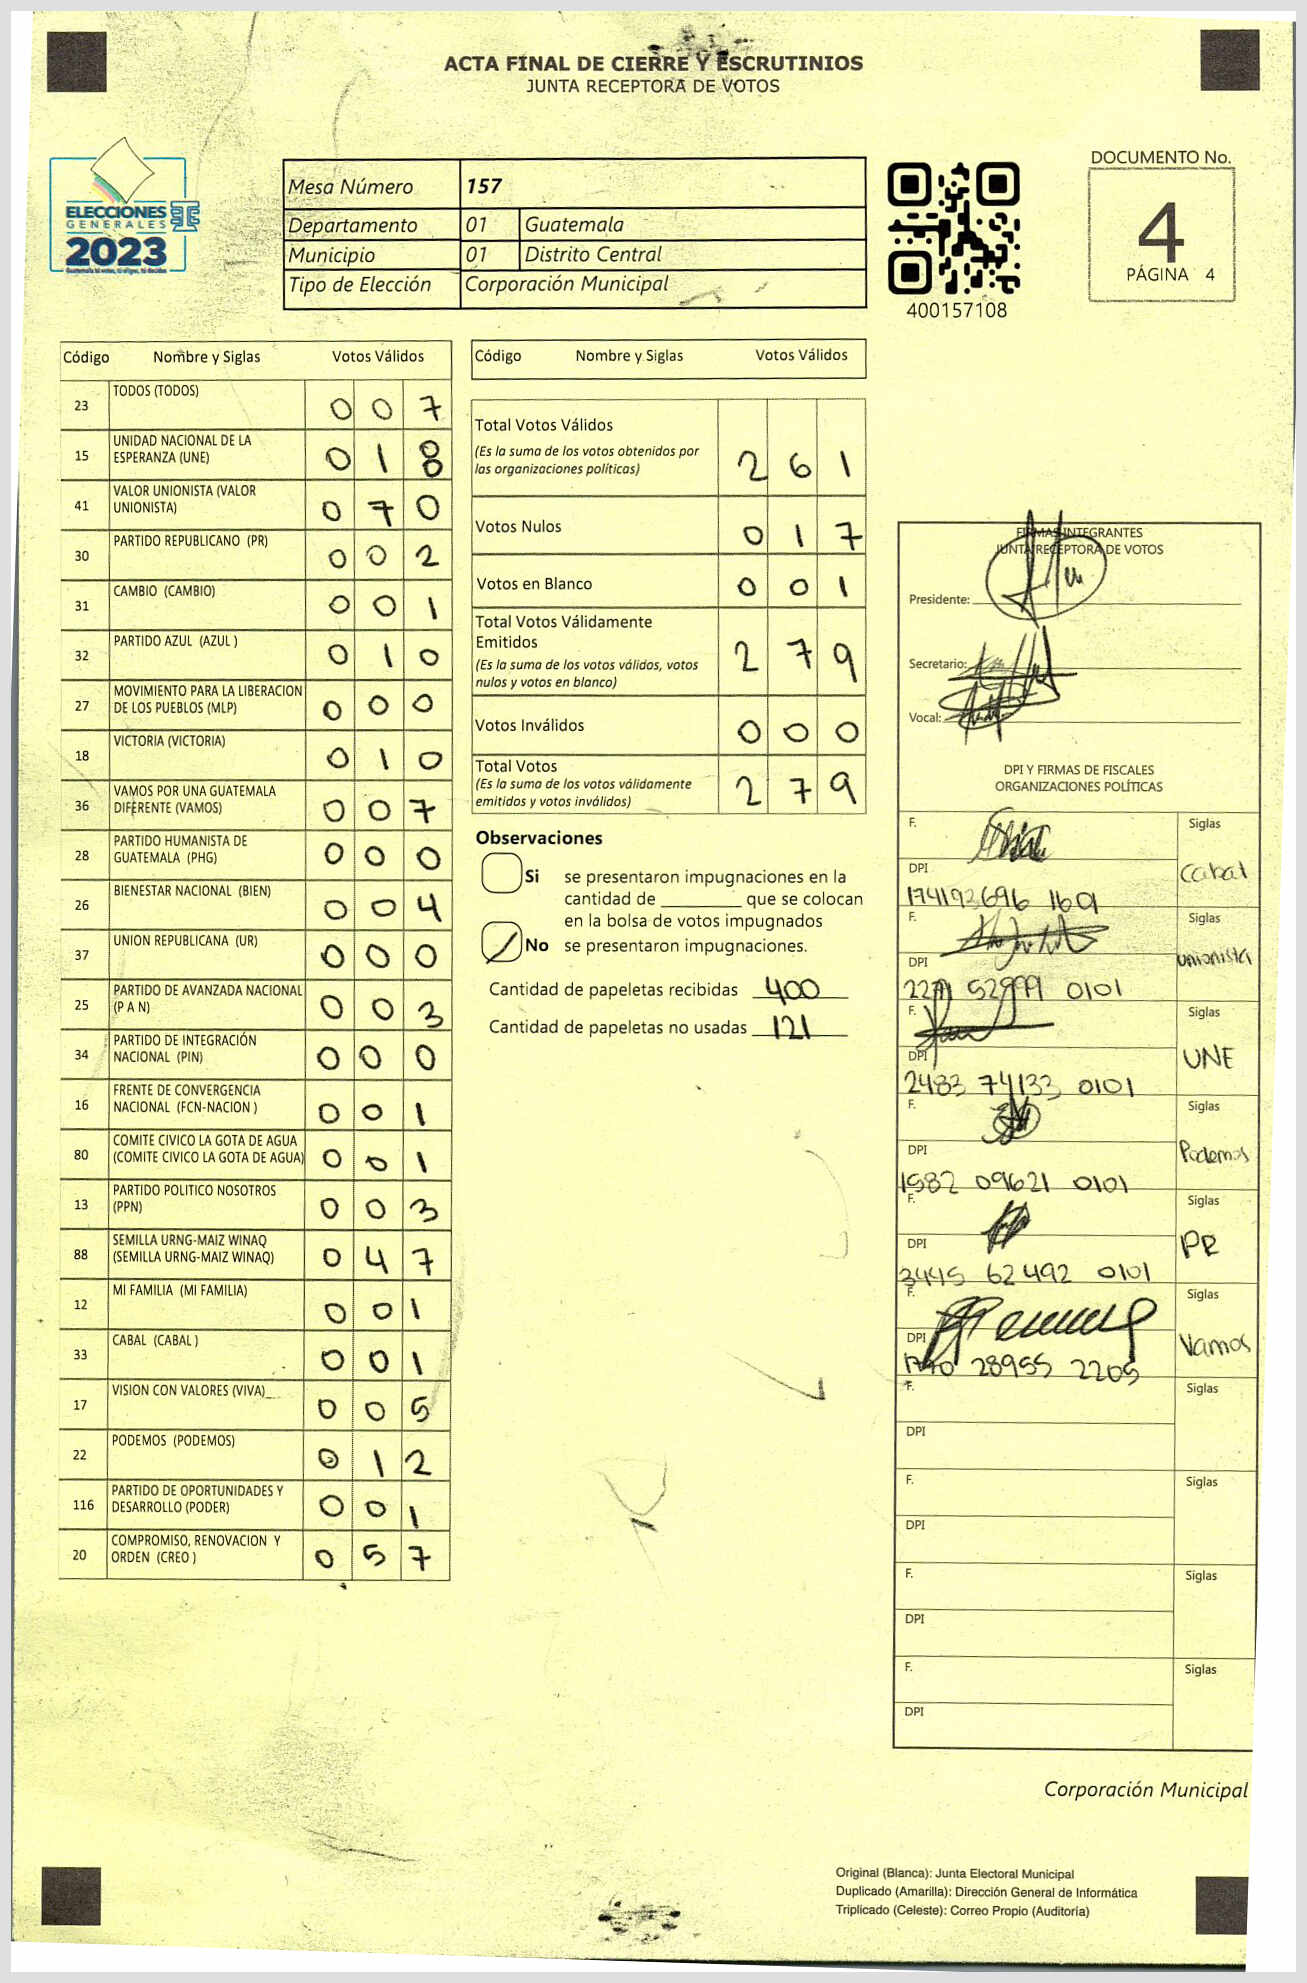 ACTA FINAL DE CIERRE Y ESCRUTINIOS
JUNTA RECEPTORA DE VOTOS
ELECCIONES
GENERALES
2023
Guatemala tú votas, tú eliges, tú decides
Mesa Número 157
Departamento 01 Guatemala
Municipio 01 Distrito Central
Tipo de Elección Corporación Municipal
400157108
DOCUMENTO No.
4
PÁGINA 4
Código Nombre y Siglas Votos Válidos
23 TODOS (TODOS) 0 0 7
15 UNIDAD NACIONAL DE LA ESPERANZA (UNE) 0 1 8
41 VALOR UNIONISTA (VALOR UNIONISTA) 0 7 0
30 PARTIDO REPUBLICANO (PR) 0 0 2
31 CAMBIO (CAMBIO) 0 0 1
32 PARTIDO AZUL (AZUL ) 0 1 0
27 MOVIMIENTO PARA LA LIBERACION DE LOS PUEBLOS (MLP) 0 0 0
18 VICTORIA (VICTORIA) 0 1 0
36 VAMOS POR UNA GUATEMALA DIFERENTE (VAMOS) 0 0 7
28 PARTIDO HUMANISTA DE GUATEMALA (PHG) 0 0 0
26 BIENESTAR NACIONAL (BIEN) 0 0 4
37 UNION REPUBLICANA (UR) 0 0 0
25 PARTIDO DE AVANZADA NACIONAL (P A N) 0 0 3
34 PARTIDO DE INTEGRACIÓN NACIONAL (PIN) 0 0 0
16 FRENTE DE CONVERGENCIA NACIONAL (FCN-NACION ) 0 0 1
80 COMITE CIVICO LA GOTA DE AGUA (COMITE CIVICO LA GOTA DE AGUA) 0 0 1
13 PARTIDO POLITICO NOSOTROS (PPN) 0 0 3
88 SEMILLA URNG-MAIZ WINAQ (SEMILLA URNG-MAIZ WINAQ) 0 4 7
12 MI FAMILIA (MI FAMILIA) 0 0 1
33 CABAL (CABAL ) 0 0 1
17 VISION CON VALORES (VIVA) 0 0 5
22 PODEMOS (PODEMOS) 0 1 2
116 PARTIDO DE OPORTUNIDADES Y DESARROLLO (PODER) 0 0 1
20 COMPROMISO, RENOVACION Y ORDEN (CREO ) 0 5 7
Código Nombre y Siglas Votos Válidos
Total Votos Válidos
(Es la suma de los votos obtenidos por
las organizaciones políticas) 2 6 1
Votos Nulos 0 1 7
Votos en Blanco 0 0 1
Total Votos Válidamente
Emitidos
(Es la suma de los votos válidos, votos
nulos y votos en blanco) 2 7 9
Votos Inválidos 0 0 0
Total Votos
(Es la suma de los votos válidamente
emitidos y votos inválidos) 2 7 9
Observaciones
Si se presentaron impugnaciones en la
cantidad de ________ que se colocan
en la bolsa de votos impugnados
No se presentaron impugnaciones.
Cantidad de papeletas recibidas 400
Cantidad de papeletas no usadas 121
FIRMAS INTEGRANTES
JUNTA RECEPTORA DE VOTOS
Presidente:
Secretario:
Vocal:
DPI Y FIRMAS DE FISCALES
ORGANIZACIONES POLÍTICAS
F. Siglas
DPI Cabal
F. Siglas
DPI unionista
F. Siglas
DPI UNE
2483 74133 0101
F. Siglas
DPI Podemos
1582 09621 0101
F. Siglas
DPI PR
3445 62492 0101
F. Siglas
DPI Vamos
28955 2205
F. Siglas
DPI
F. Siglas
DPI
F. Siglas
DPI
F. Siglas
DPI
Corporación Municipal
Original (Blanca): Junta Electoral Municipal
Duplicado (Amarilla): Dirección General de Informática
Triplicado (Celeste): Correo Propio (Auditoría)